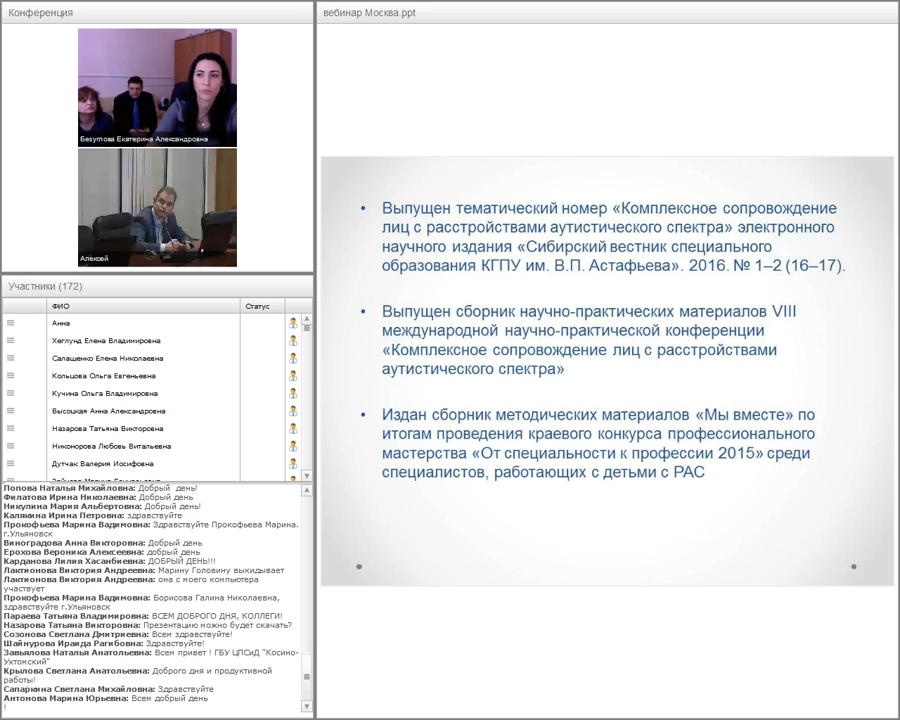 Конференция
Безуглова Екатерина Александровна
Алексей
Участники (172)
ФИО
Статус
Анна
Хеглунд Елена Владимировна
Салащенко Елена Николаевна
Кольцова Ольга Евгеньевна
Кучина Ольга Владимировна
Высоцкая Анна Александровна
Назарова Татьяна Викторовна
Никонорова Любовь Витальевна
Дутчак Валерия Иосифовна
Попова Наталья Михайловна: Добрый день!
Филатова Ирина Николаевна: Добрый день
Никулина Мария Альбертовна: Добрый день!
Калякина Ирина Петровна: здравствуйте
Прокофьева Марина Вадимовна: Здравствуйте Прокофьева Марина.
г.Ульяновск
Виноградова Анна Викторовна: Добрый день
Ерохова Вероника Алексеевна: добрый день
Карданова Лилия Хасанбиевна: ДОБРЫЙ ДЕНЬ!!!
Лактионова Виктория Андреевна: Марину Головину выкидывает
Лактионова Виктория Андреевна: она с моего компьютера
участвует
Прокофьева Марина Вадимовна: Борисова Галина Николаевна,
здравствуйте г.Ульяновск
Параева Татьяна Владимировна: ВСЕМ ДОБРОГО ДНЯ, КОЛЛЕГИ!
Назарова Татьяна Викторовна: Презентацию можно будет скачать?
Созонова Светлана Дмитриевна: Всем здравствуйте!
Шайнурова Ираида Рагибовна: Здравствуйте!
Завьялова Наталья Анатольевна: Всем привет ! ГБУ ЦПСиД "Косино-
Ухтомский"
Крылова Светлана Анатольевна: Доброго дня и продуктивной
работы!
Сапаркина Светлана Михайловна: Здравствуйте
Антонова Марина Юрьевна: Всем добрый день
!
вебинар Москва.ppt
• Выпущен тематический номер «Комплексное сопровождение
лиц с расстройствами аутистического спектра» электронного
научного издания «Сибирский вестник специального
образования КГПУ им. В.П. Астафьева». 2016. № 1–2 (16–17).
• Выпущен сборник научно-практических материалов VIII
международной научно-практической конференции
«Комплексное сопровождение лиц с расстройствами
аутистического спектра»
• Издан сборник методических материалов «Мы вместе» по
итогам проведения краевого конкурса профессионального
мастерства «От специальности к профессии 2015» среди
специалистов, работающих с детьми с РАС